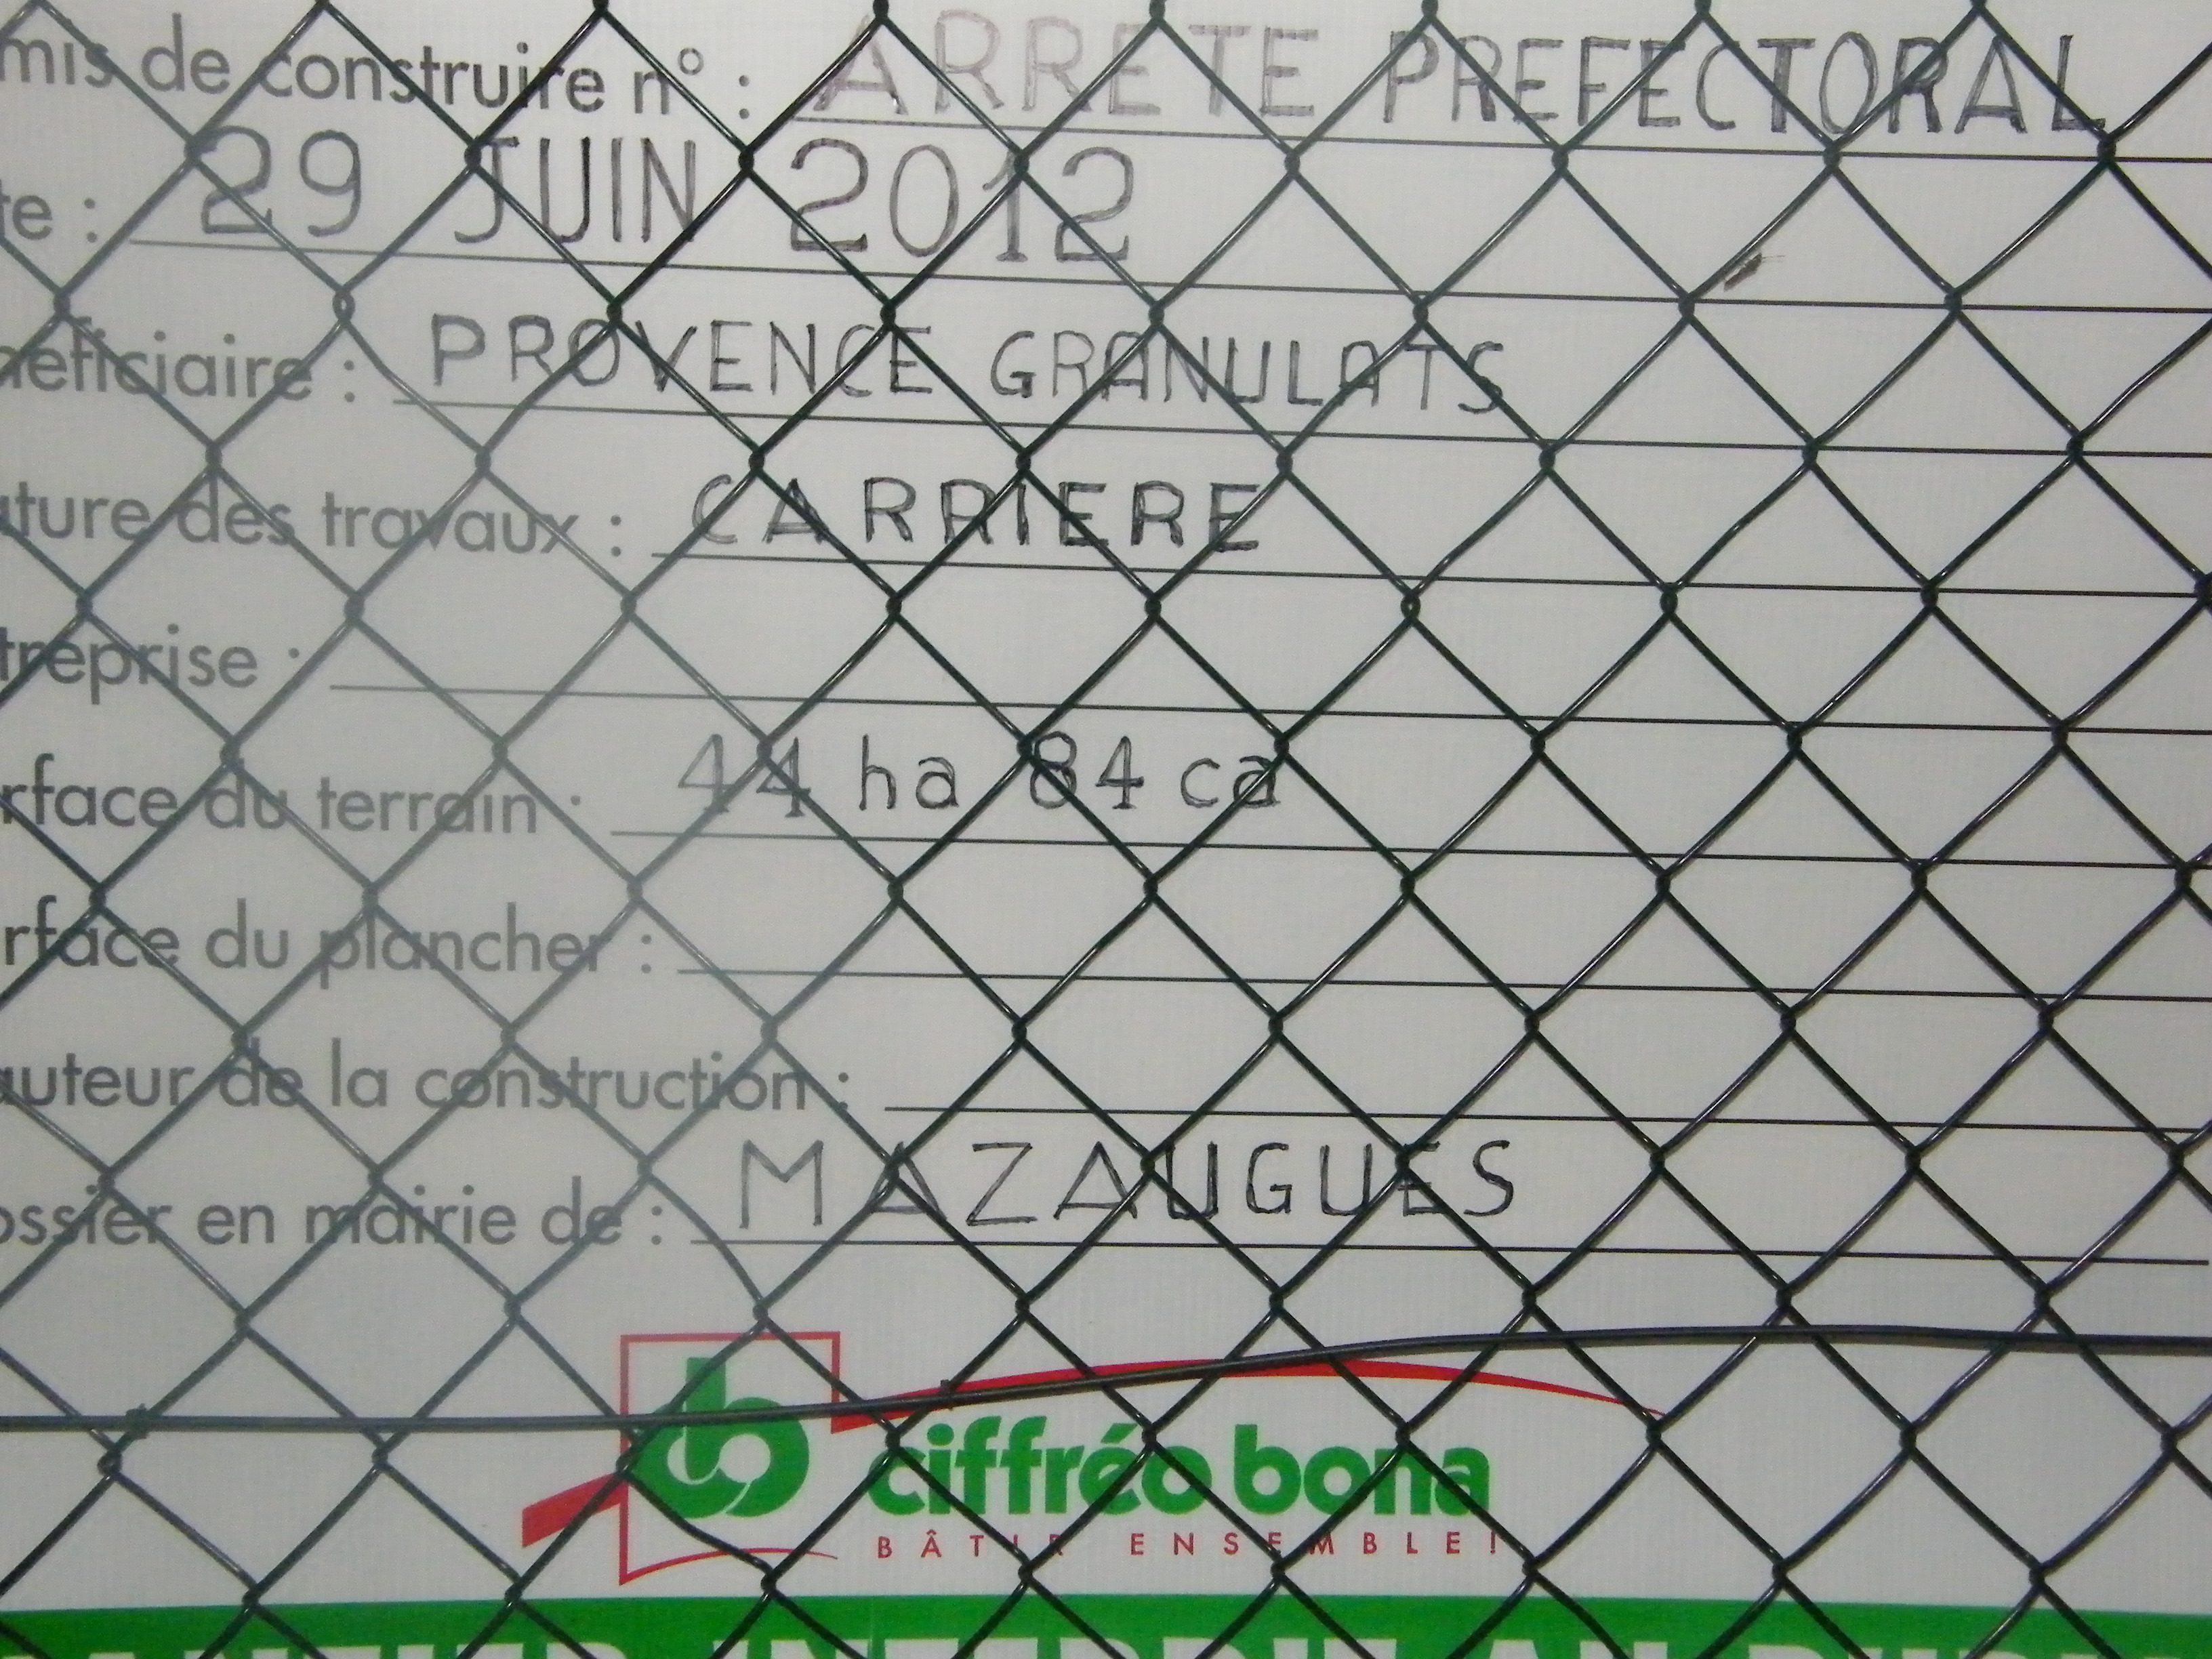 mis de construire n° : ARRETE PREFECTORAL
te : 29 JUIN 2012
néficiaire : PROVENCE GRANULATS
ature des travaux : CARRIERE
treprise :
rface du terrain : 44 ha 84 ca
rface du plancher :
auteur de la construction :
ossier en mairie de : MAZAUGUES
ciffréo bona
BÂTIR ENSEMBLE!